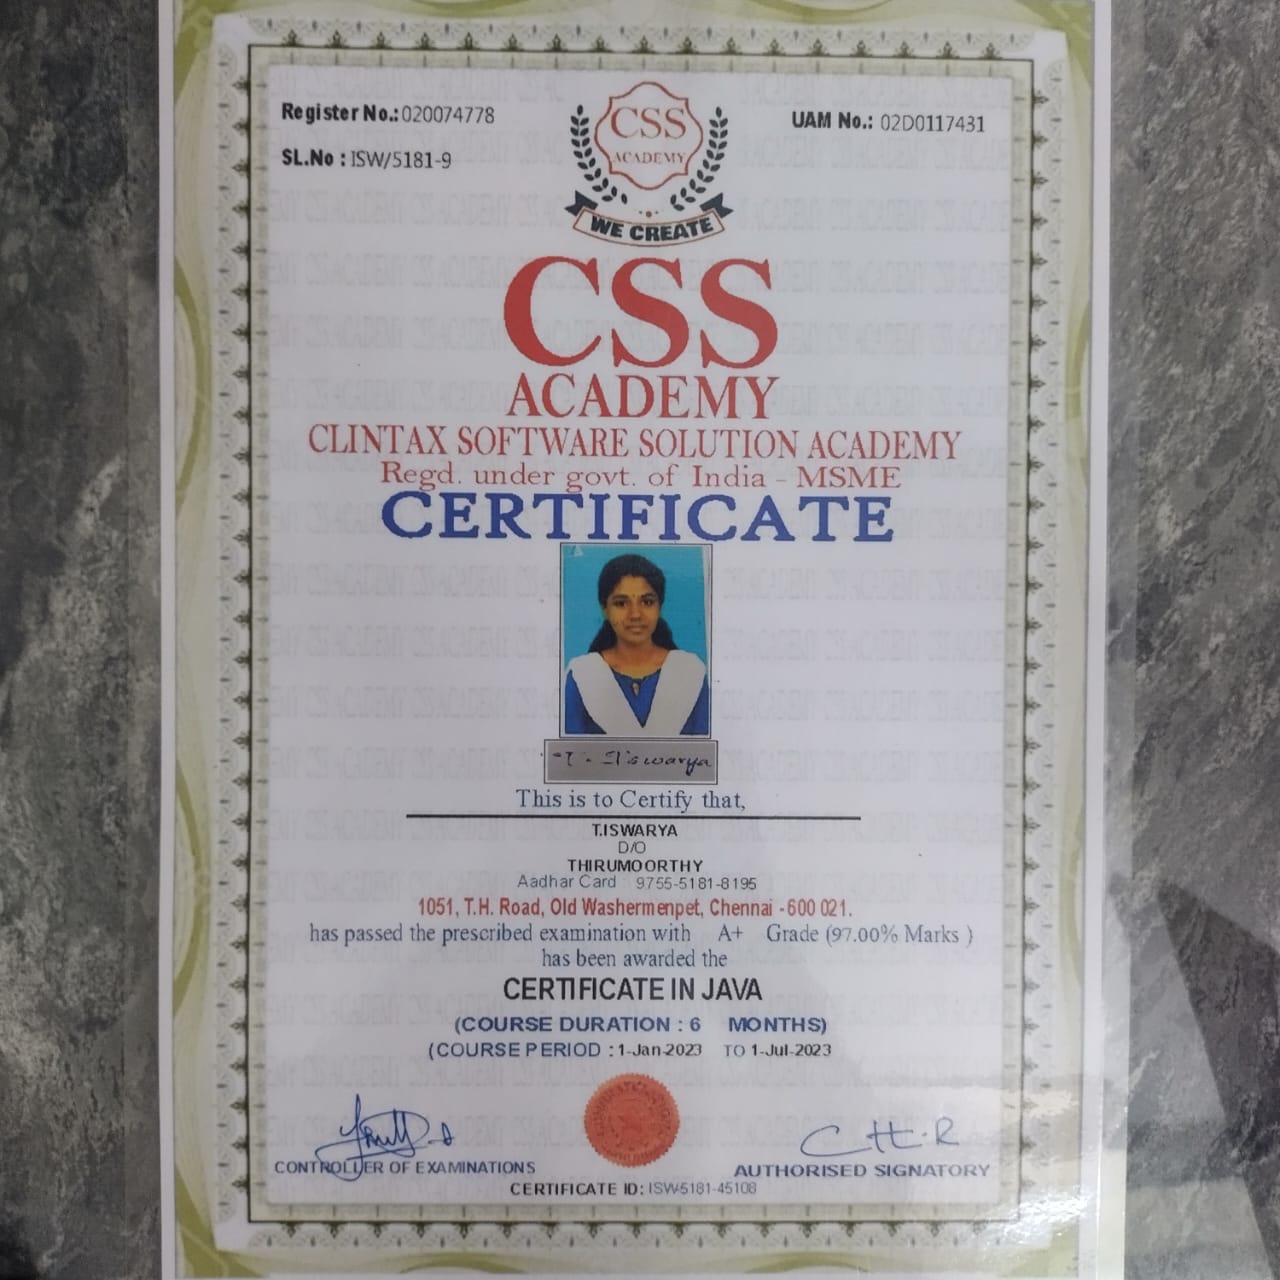 Register No.: 020074778
UAM No.: 02D0117431
SL.No : ISW/5181-9
CSS
ACADEMY
WE CREATE
CSS
ACADEMY
CLINTAX SOFTWARE SOLUTION ACADEMY
Regd. under govt. of India - MSME
CERTIFICATE
T. Iswarya
This is to Certify that,
T.ISWARYA
D/O
THIRUMOORTHY
Aadhar Card : 9755-5181-8195
1051, T.H. Road, Old Washermenpet, Chennai -600 021.
has passed the prescribed examination with A+ Grade (97.00% Marks )
has been awarded the
CERTIFICATE IN JAVA
(COURSE DURATION : 6 MONTHS)
(COURSE PERIOD : 1-Jan-2023 TO 1-Jul-2023
C H. R
CONTROLLER OF EXAMINATIONS
AUTHORISED SIGNATORY
CERTIFICATE ID: ISW-5181-45108